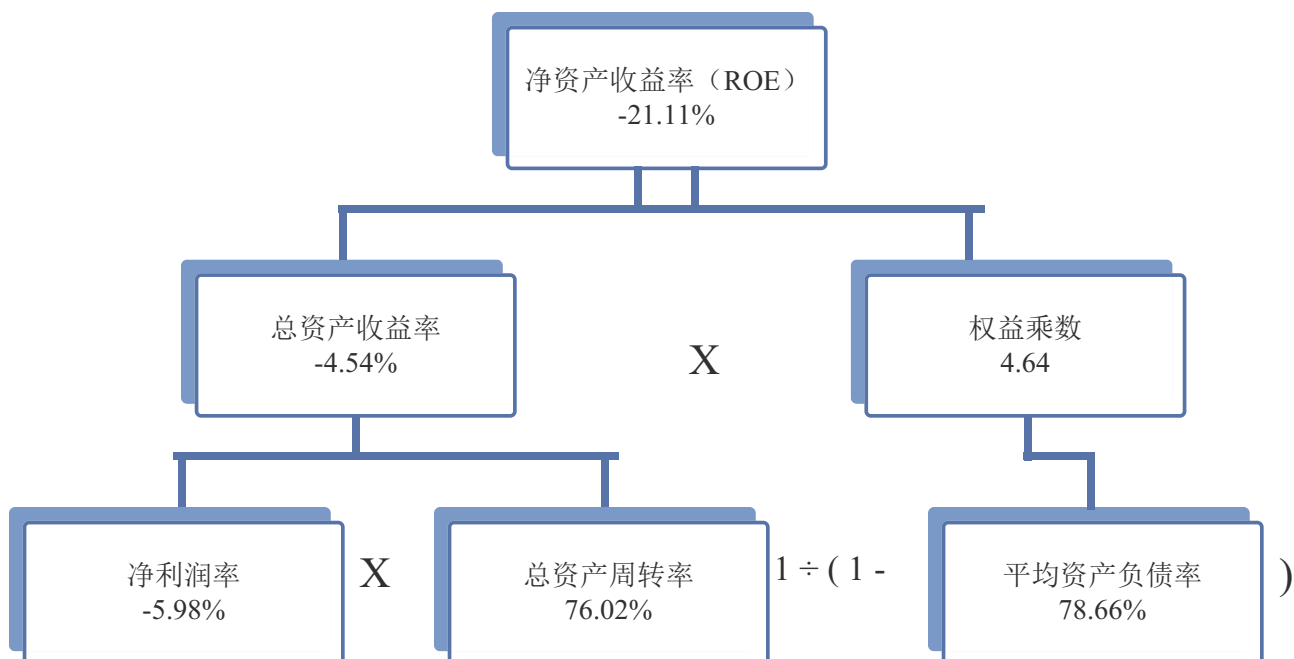 净资产收益率（ROE）
-21.11%
总资产收益率
-4.54%
X
权益乘数
4.64
净利润率
-5.98%
X
总资产周转率
76.02%
1 ÷ ( 1 -
平均资产负债率
78.66%
)